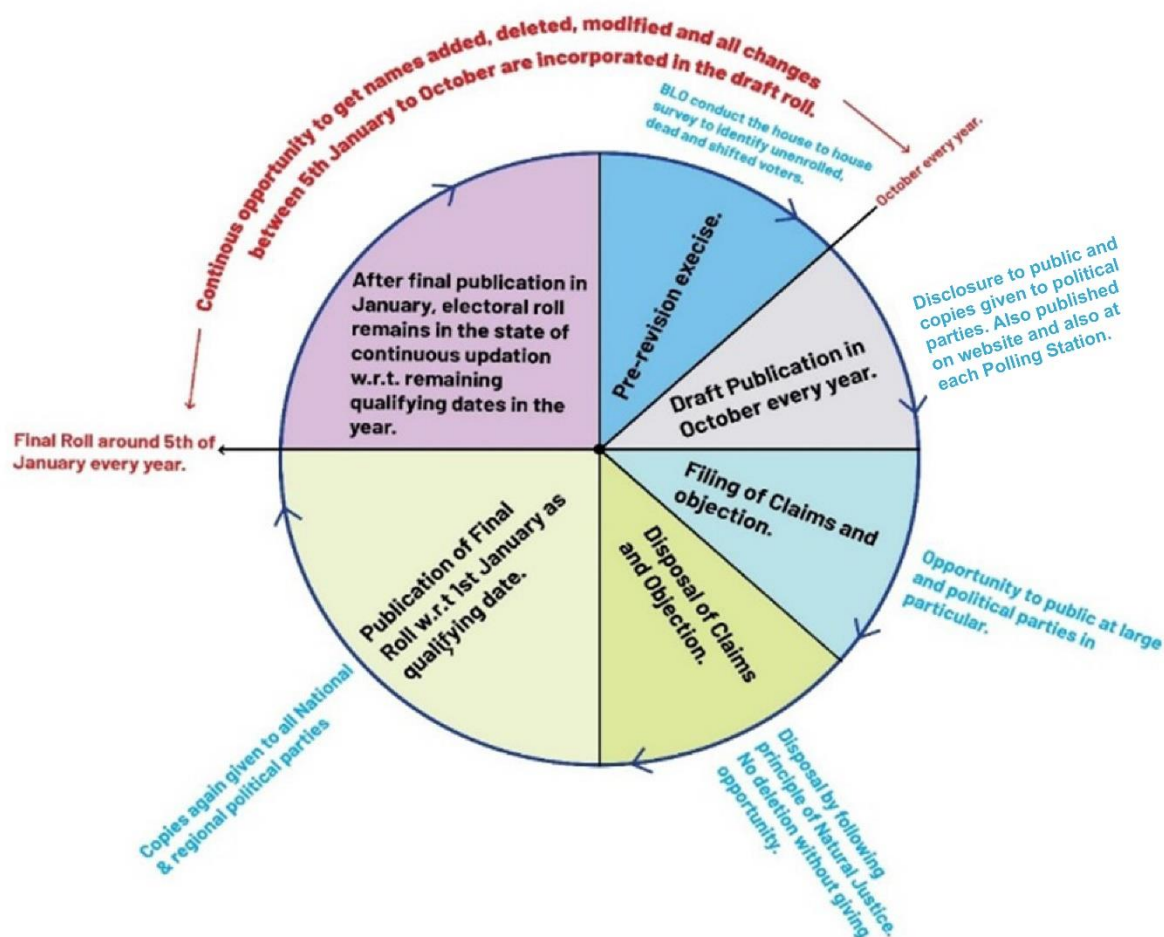 Continous opportunity to get names added, deleted, modified and all changes
between 5th January to October are incorporated in the draft roll.
BLO conduct the house to house
survey to identify unenrolled,
dead and shifted voters.
October every year.
Pre-revision execise.
Disclosure to public and
copies given to political
parties. Also published
on website and also at
each Polling Station.
Draft Publication in
October every year.
After final publication in
January, electoral roll
remains in the state of
continuous updation
w.r.t. remaining
qualifying dates in the
year.
Final Roll around 5th of
January every year.
Filing of Claims and
objection.
Opportunity to public at large
and political parties in
particular.
Disposal of Claims
and Objection.
Disposal by following
principle of Natural Justice.
No deletion without giving
opportunity.
Publication of Final
Roll w.r.t 1st January as
qualifying date.
Copies again given to all National
& regional political parties